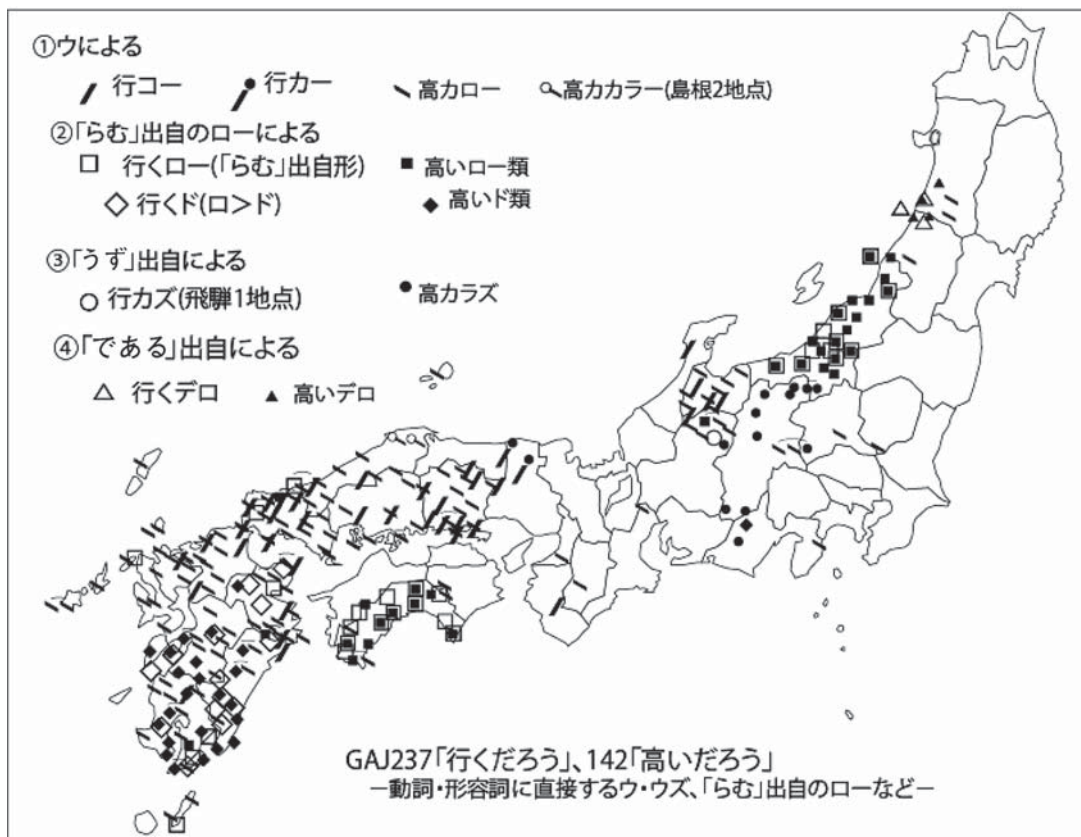 ①ウによる
行コー 行カー 高カロー 高カカラー(島根2地点)
②「らむ」出自のローによる
行くロー(「らむ」出自形) 高いロー類
行くド(ロ>ド) 高いド類
③「うず」出自による
行カズ(飛騨1地点) 高カラズ
④「である」出自による
行くデロ 高いデロ
GAJ237「行くだろう」、142「高いだろう」
−動詞・形容詞に直接するウ・ウズ、「らむ」出自のローなど−